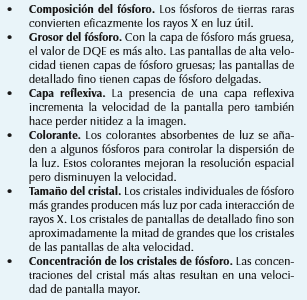 • Composición del fósforo. Los fósforos de tierras raras
convierten eficazmente los rayos X en luz útil.
• Grosor del fósforo. Con la capa de fósforo más gruesa,
el valor de DQE es más alto. Las pantallas de alta velo-
cidad tienen capas de fósforo gruesas; las pantallas de
detallado fino tienen capas de fósforo delgadas.
• Capa reflexiva. La presencia de una capa reflexiva
incrementa la velocidad de la pantalla pero también
hace perder nitidez a la imagen.
• Colorante. Los colorantes absorbentes de luz se aña-
den a algunos fósforos para controlar la dispersión de
la luz. Estos colorantes mejoran la resolución espacial
pero disminuyen la velocidad.
• Tamaño del cristal. Los cristales individuales de fósforo
más grandes producen más luz por cada interacción de
rayos X. Los cristales de pantallas de detallado fino son
aproximadamente la mitad de grandes que los cristales
de las pantallas de alta velocidad.
• Concentración de los cristales de fósforo. Las concen-
traciones del cristal más altas resultan en una veloci-
dad de pantalla mayor.